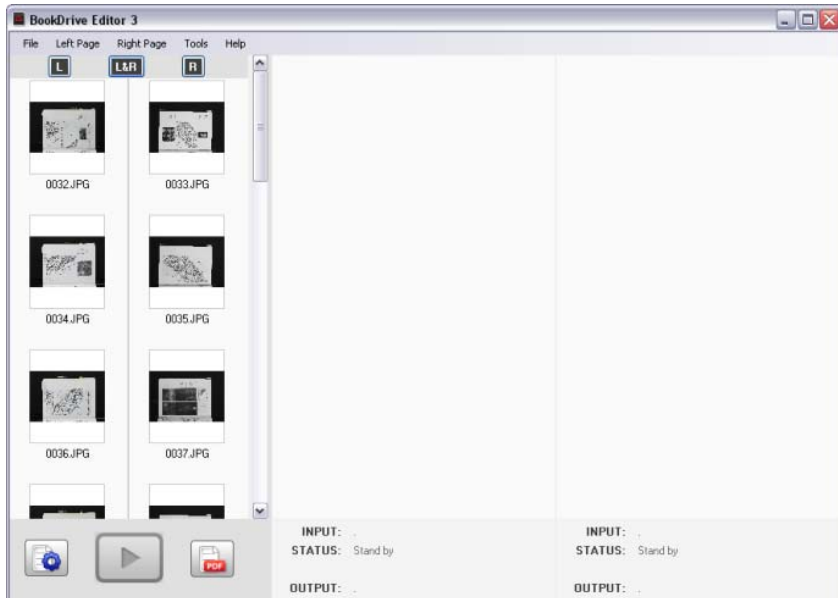 BookDrive Editor 3
File Left Page Right Page Tools Help
L L&R R
0032.JPG 0033.JPG
0034.JPG 0035.JPG
0036.JPG 0037.JPG
PDF
INPUT: . INPUT: .
STATUS: Stand by STATUS: Stand by
OUTPUT: . OUTPUT: .